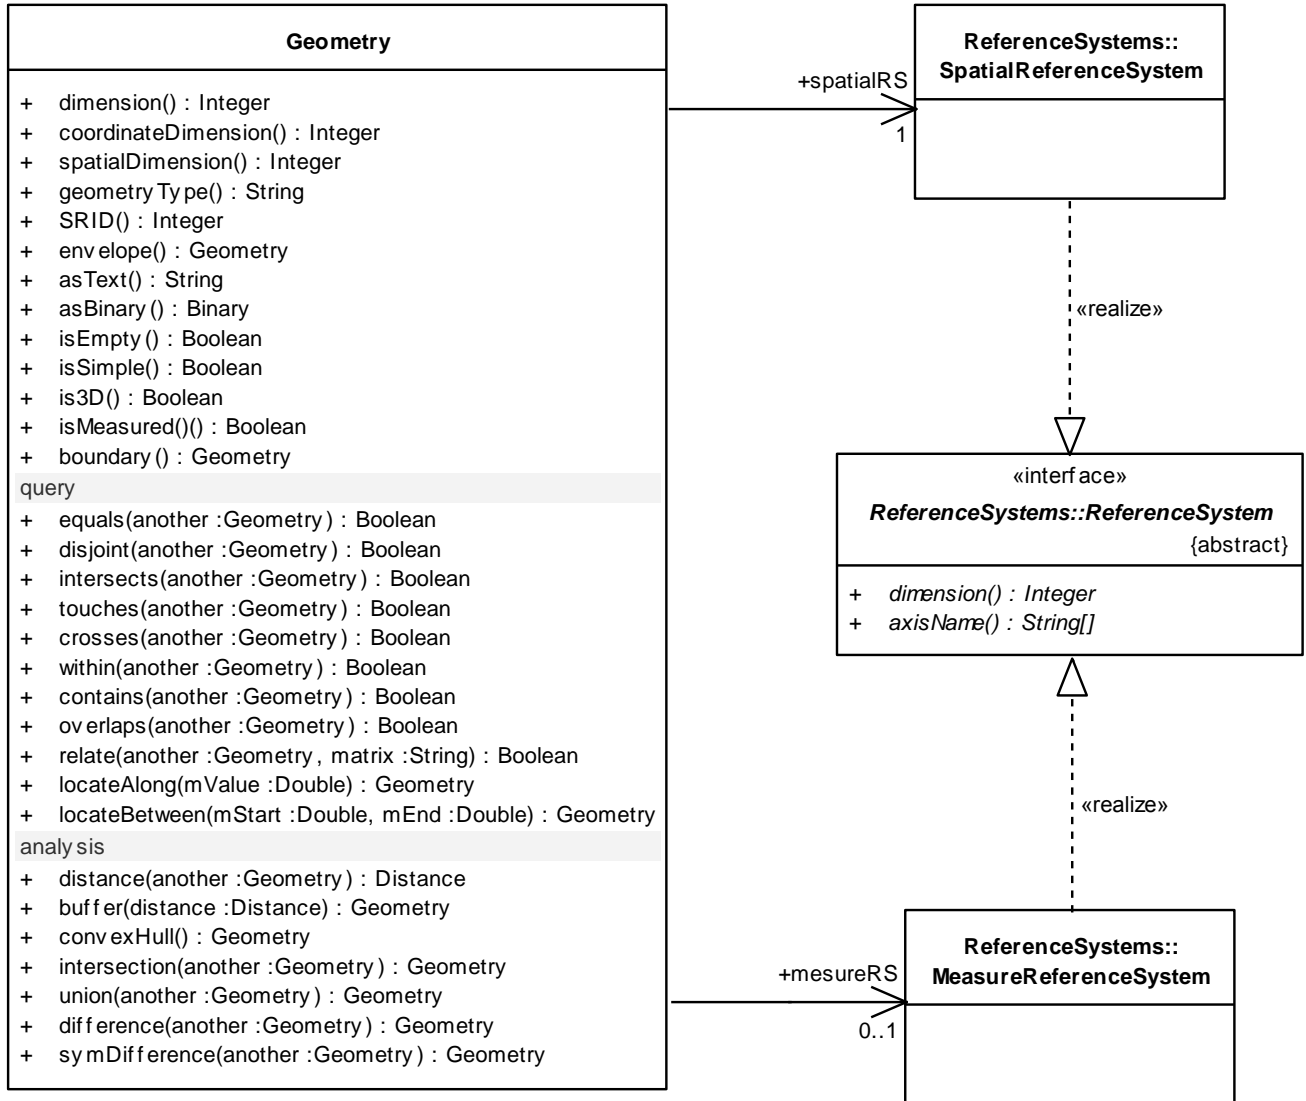 Geometry
+ dimension() : Integer
+ coordinateDimension() : Integer
+ spatialDimension() : Integer
+ geometryType() : String
+ SRID() : Integer
+ envelope() : Geometry
+ asText() : String
+ asBinary() : Binary
+ isEmpty() : Boolean
+ isSimple() : Boolean
+ is3D() : Boolean
+ isMeasured()() : Boolean
+ boundary() : Geometry
query
+ equals(another :Geometry) : Boolean
+ disjoint(another :Geometry) : Boolean
+ intersects(another :Geometry) : Boolean
+ touches(another :Geometry) : Boolean
+ crosses(another :Geometry) : Boolean
+ within(another :Geometry) : Boolean
+ contains(another :Geometry) : Boolean
+ overlaps(another :Geometry) : Boolean
+ relate(another :Geometry, matrix :String) : Boolean
+ locateAlong(mValue :Double) : Geometry
+ locateBetween(mStart :Double, mEnd :Double) : Geometry
analysis
+ distance(another :Geometry) : Distance
+ buffer(distance :Distance) : Geometry
+ convexHull() : Geometry
+ intersection(another :Geometry) : Geometry
+ union(another :Geometry) : Geometry
+ difference(another :Geometry) : Geometry
+ symDifference(another :Geometry) : Geometry
+spatialRS
1
ReferenceSystems::
SpatialReferenceSystem
«realize»
«interface»
ReferenceSystems::ReferenceSystem
{abstract}
+ dimension() : Integer
+ axisName() : String[]
«realize»
+mesureRS
0..1
ReferenceSystems::
MeasureReferenceSystem